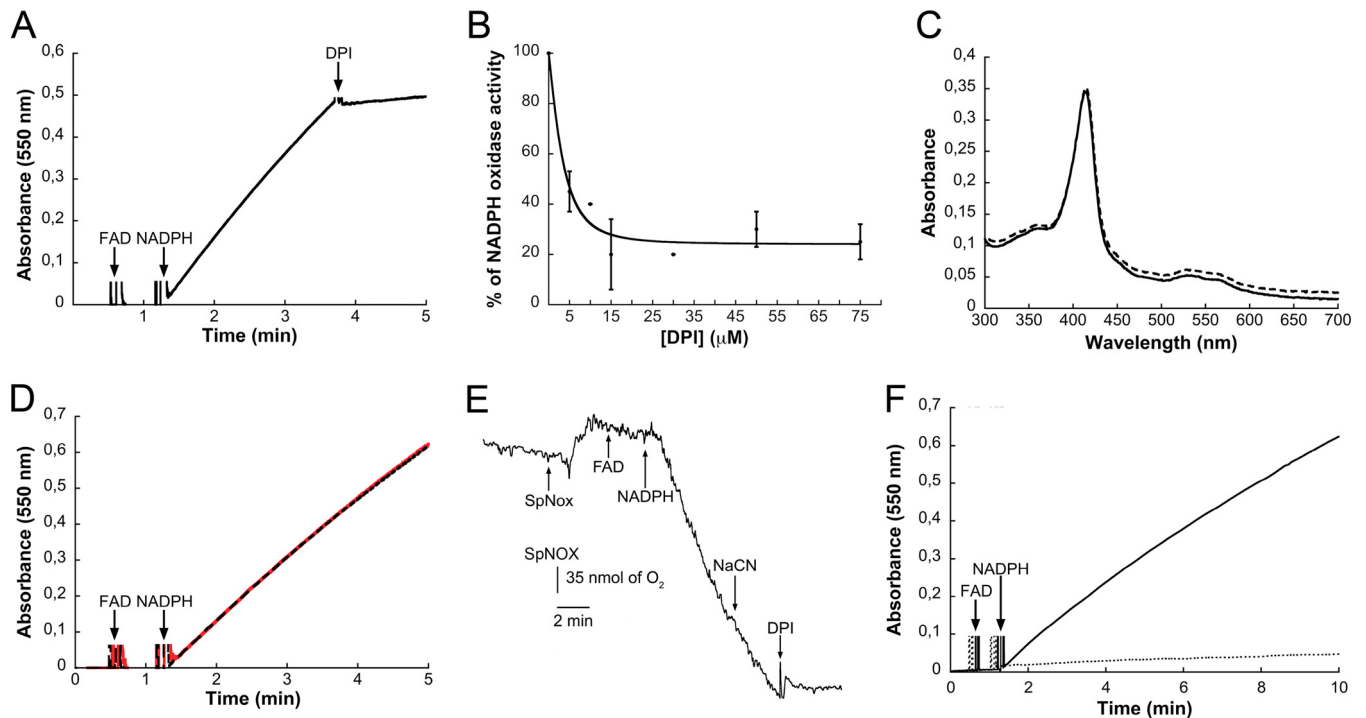 A
Absorbance (550 nm)
0,6
0,5
0,4
0,3
0,2
0,1
0
DPI
FAD NADPH
1 2 3 4 5
Time (min)
B
% of NADPH oxidase activity
100
80
60
40
20
0
5 15 25 35 45 55 65 75
[DPI] (μM)
C
Absorbance
0,4
0,35
0,3
0,25
0,2
0,15
0,1
0,05
0
300 350 400 450 500 550 600 650 700
Wavelength (nm)
D
Absorbance (550 nm)
0,7
0,6
0,5
0,4
0,3
0,2
0,1
0
FAD NADPH
0 1 2 3 4 5
Time (min)
E
SpNox
FAD
NADPH
NaCN
DPI
SpNOX
35 nmol of O₂
2 min
F
Absorbance (550 nm)
0,7
0,6
0,5
0,4
0,3
0,2
0,1
0
NADPH
FAD
0 2 4 6 8 10
Time (min)